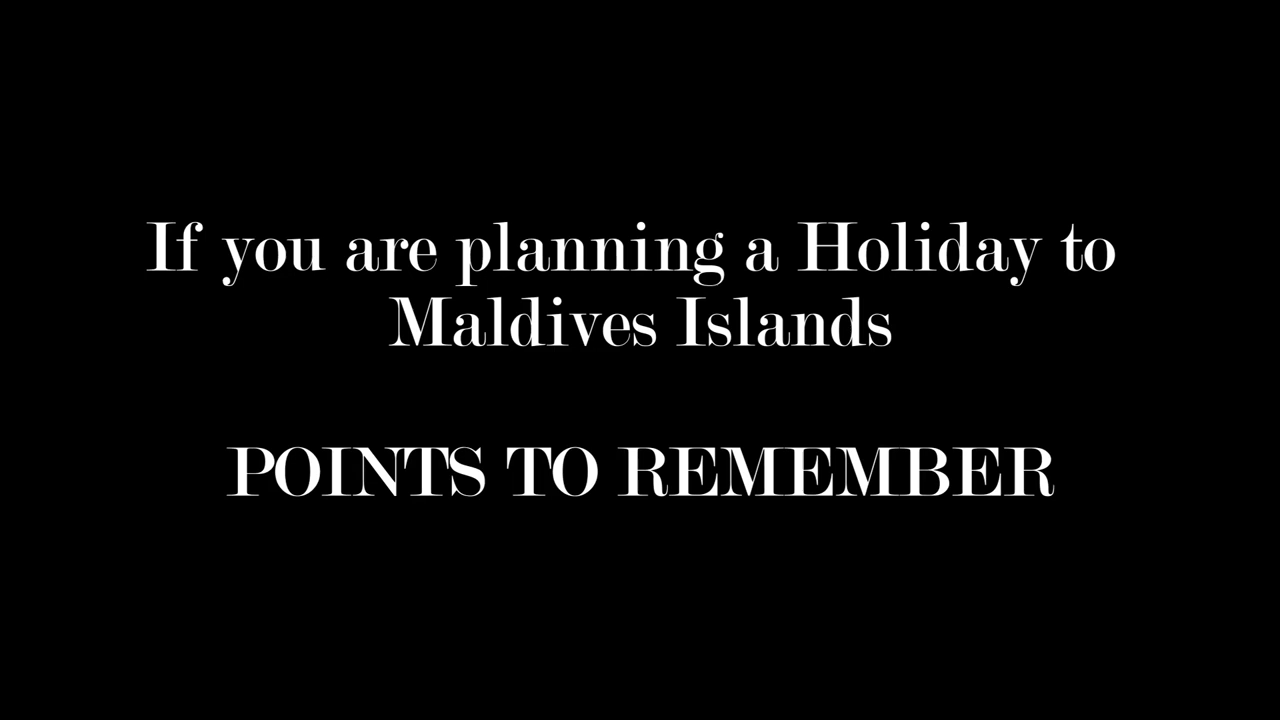 If you are planning a Holiday to
Maldives Islands
POINTS TO REMEMBER